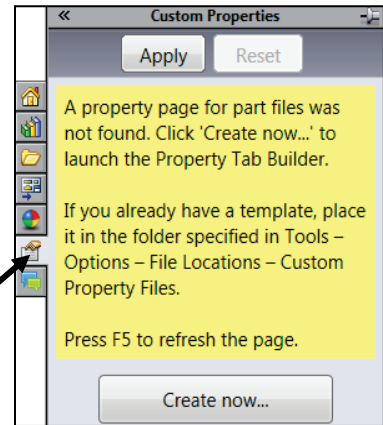 « Custom Properties
Apply Reset
A property page for part files was
not found. Click 'Create now...' to
launch the Property Tab Builder.
If you already have a template, place
it in the folder specified in Tools –
Options – File Locations – Custom
Property Files.
Press F5 to refresh the page.
Create now...